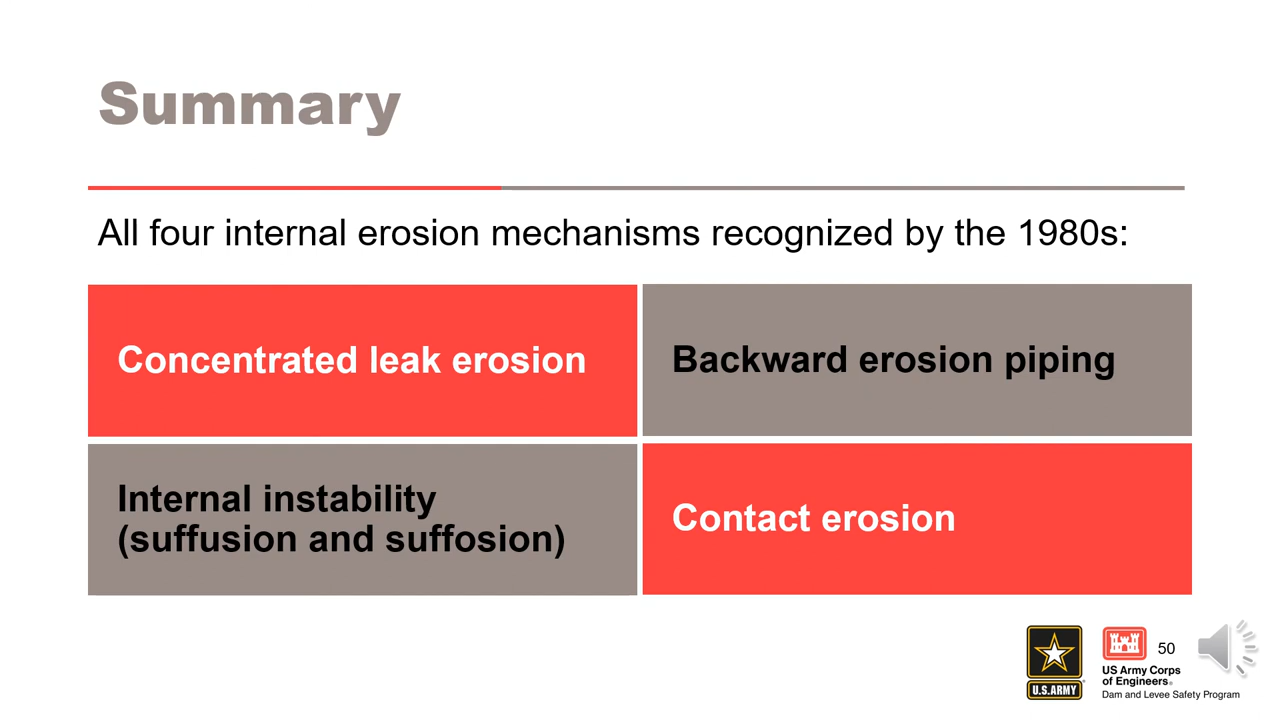 Summary
All four internal erosion mechanisms recognized by the 1980s:
Concentrated leak erosion
Backward erosion piping
Internal instability
(suffusion and suffosion)
Contact erosion
U.S.ARMY
50
US Army Corps
of Engineers®
Dam and Levee Safety Program